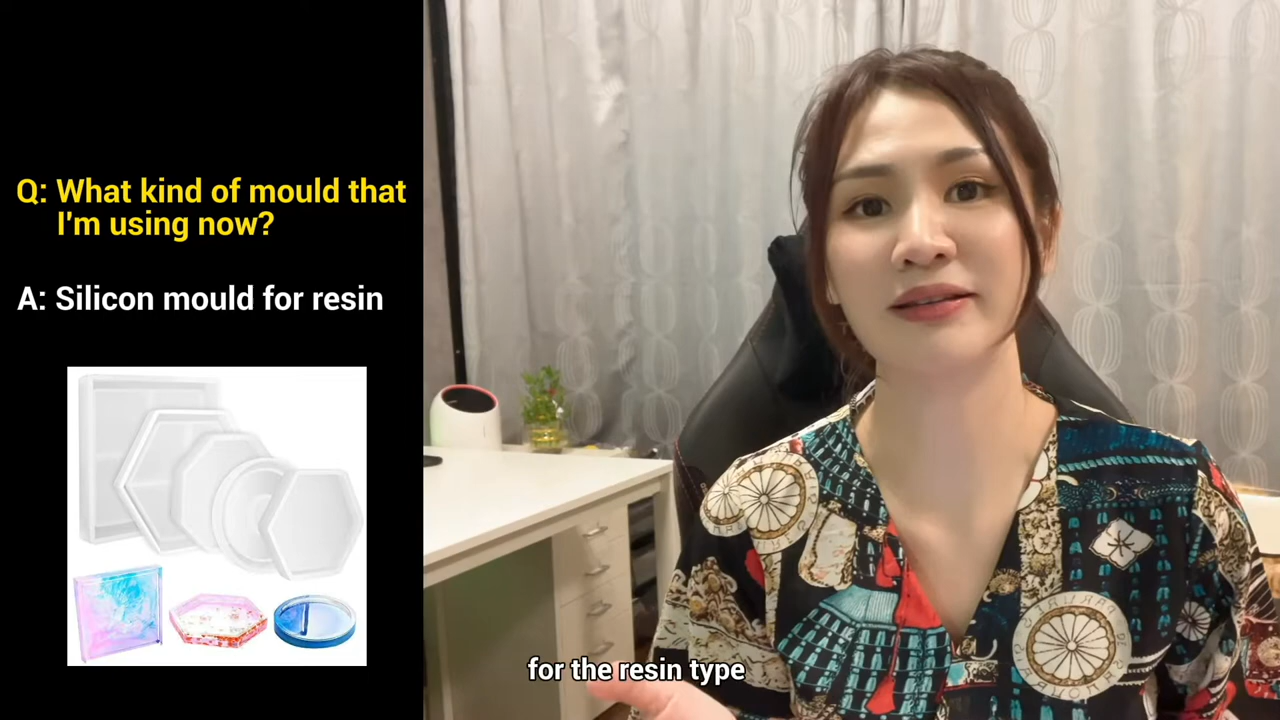 Q: What kind of mould that
I'm using now?
A: Silicon mould for resin
for the resin type